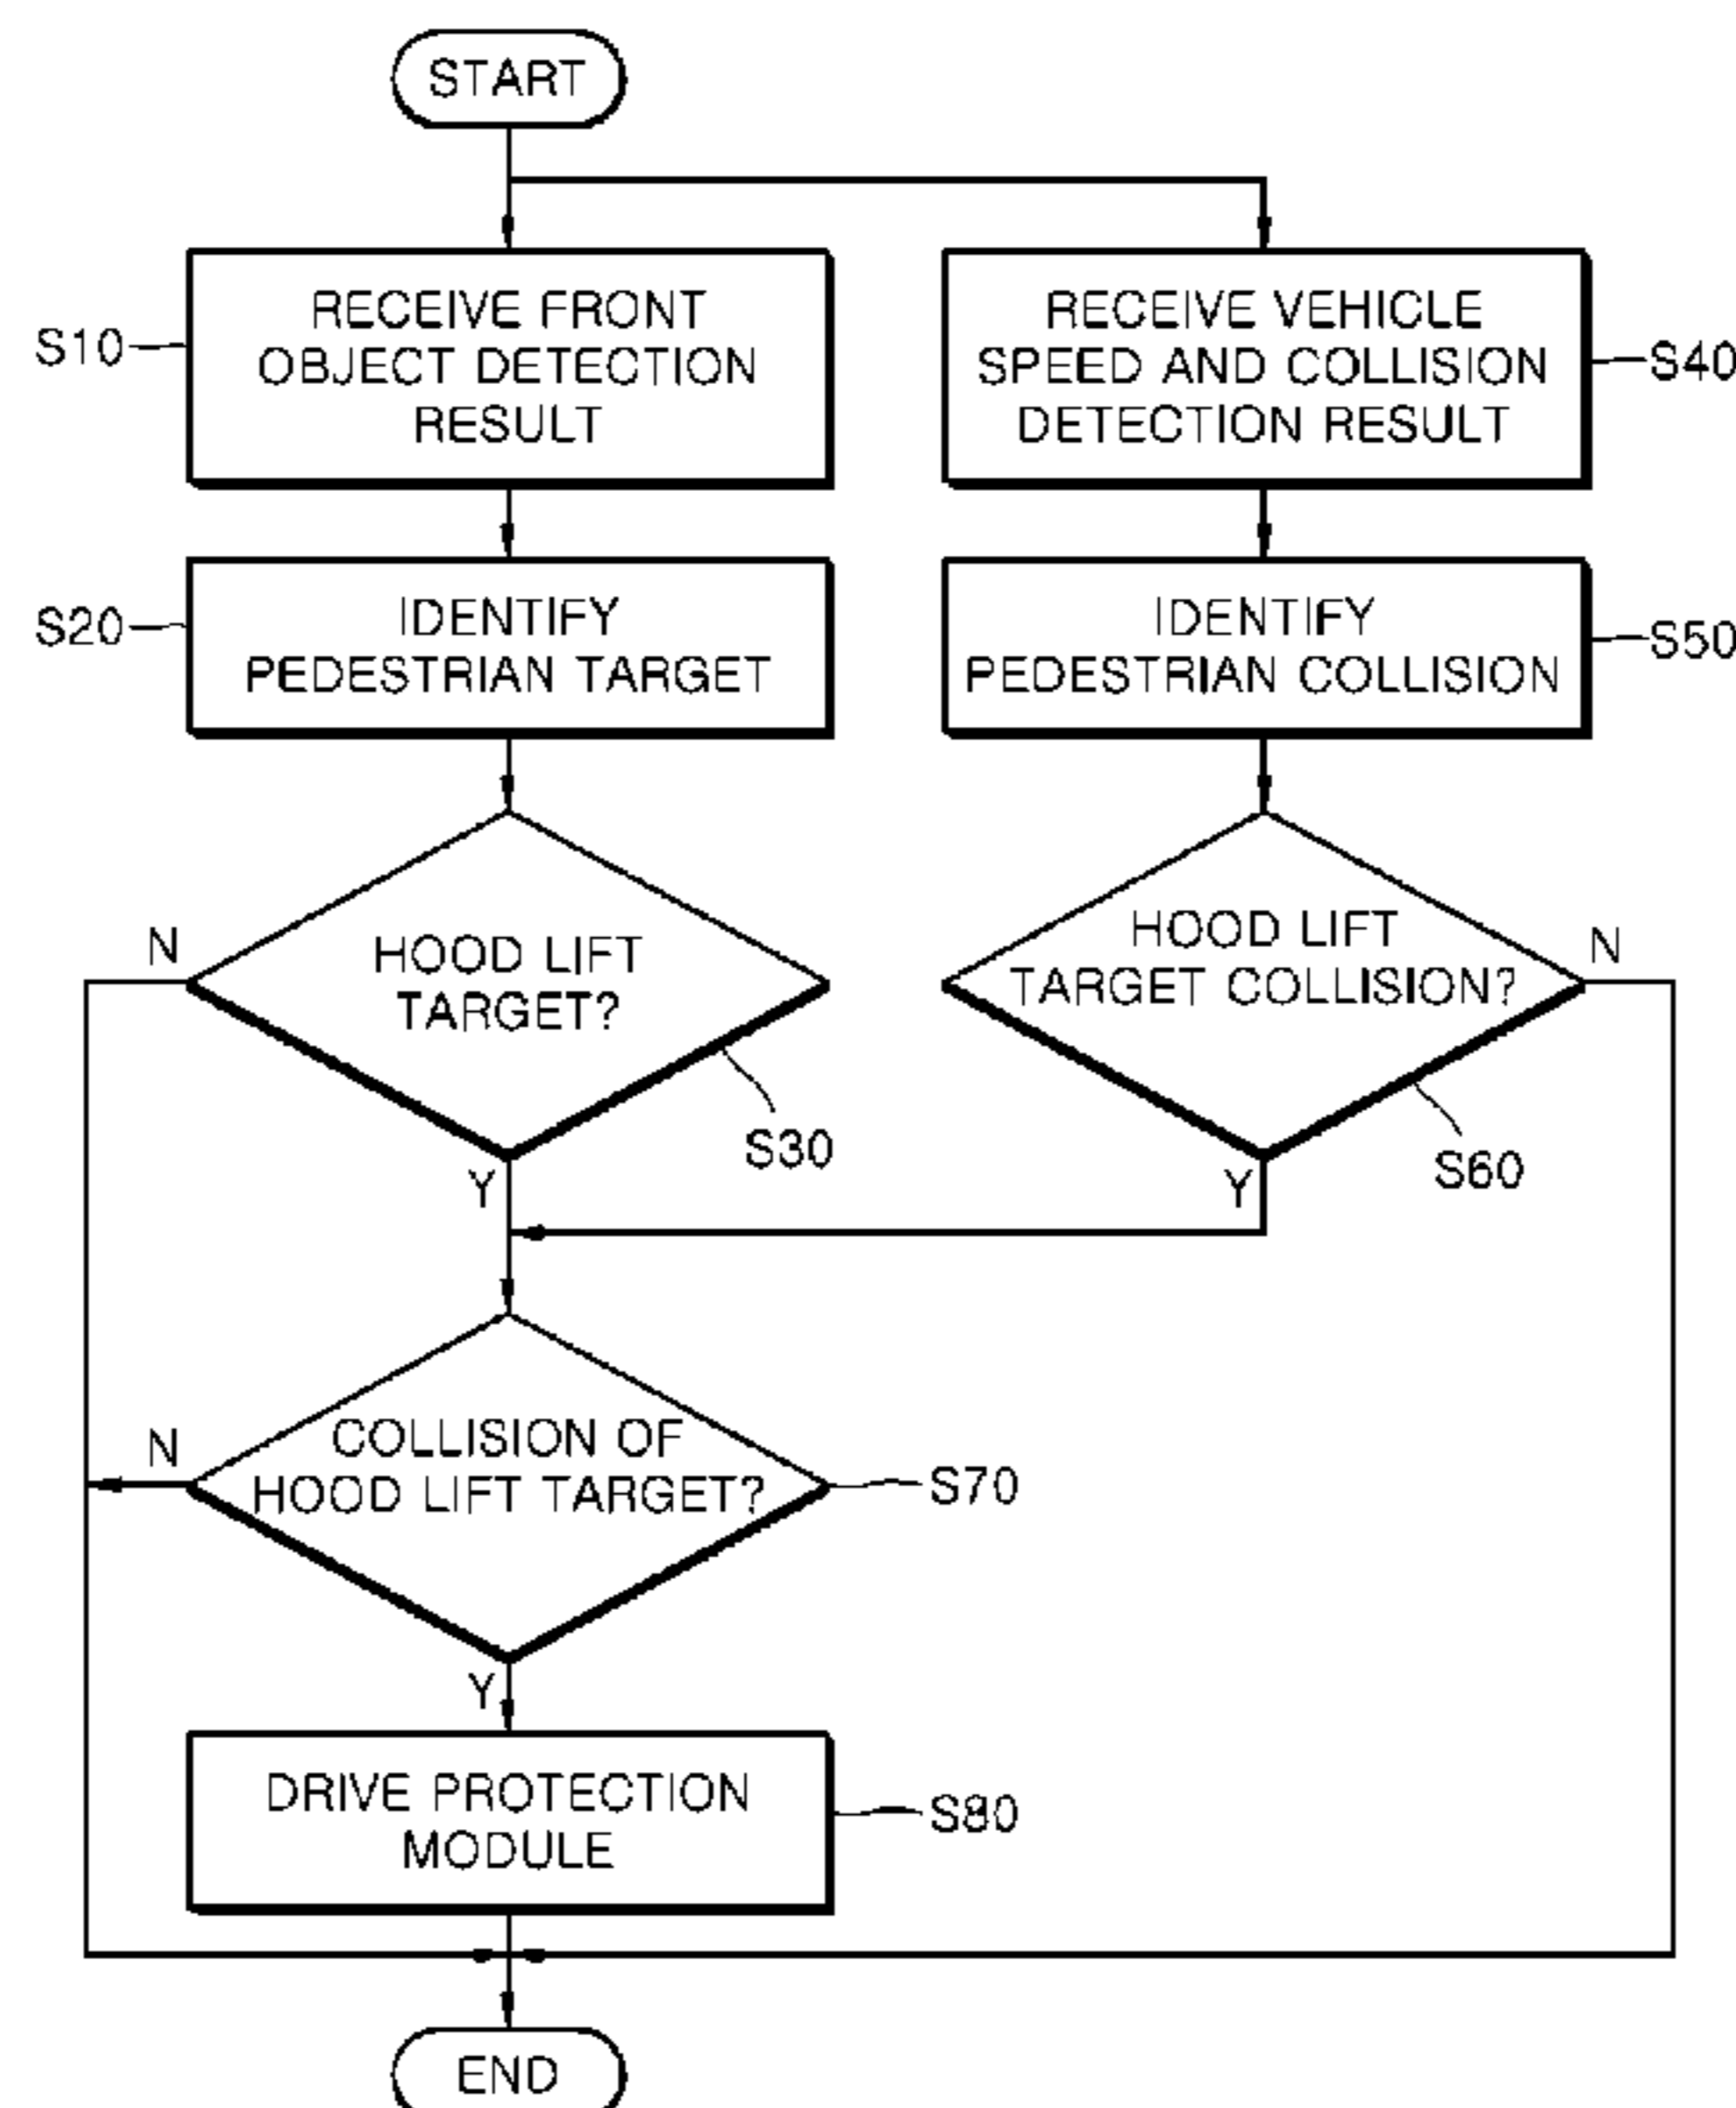 START
RECEIVE FRONT
OBJECT DETECTION
RESULT
S10
RECEIVE VEHICLE
SPEED AND COLLISION
DETECTION RESULT
S40
IDENTIFY
PEDESTRIAN TARGET
S20
IDENTIFY
PEDESTRIAN COLLISION
S50
N
HOOD LIFT
TARGET?
S30
Y
HOOD LIFT
TARGET COLLISION?
N
S60
Y
N
COLLISION OF
HOOD LIFT TARGET?
S70
Y
DRIVE PROTECTION
MODULE
S80
END